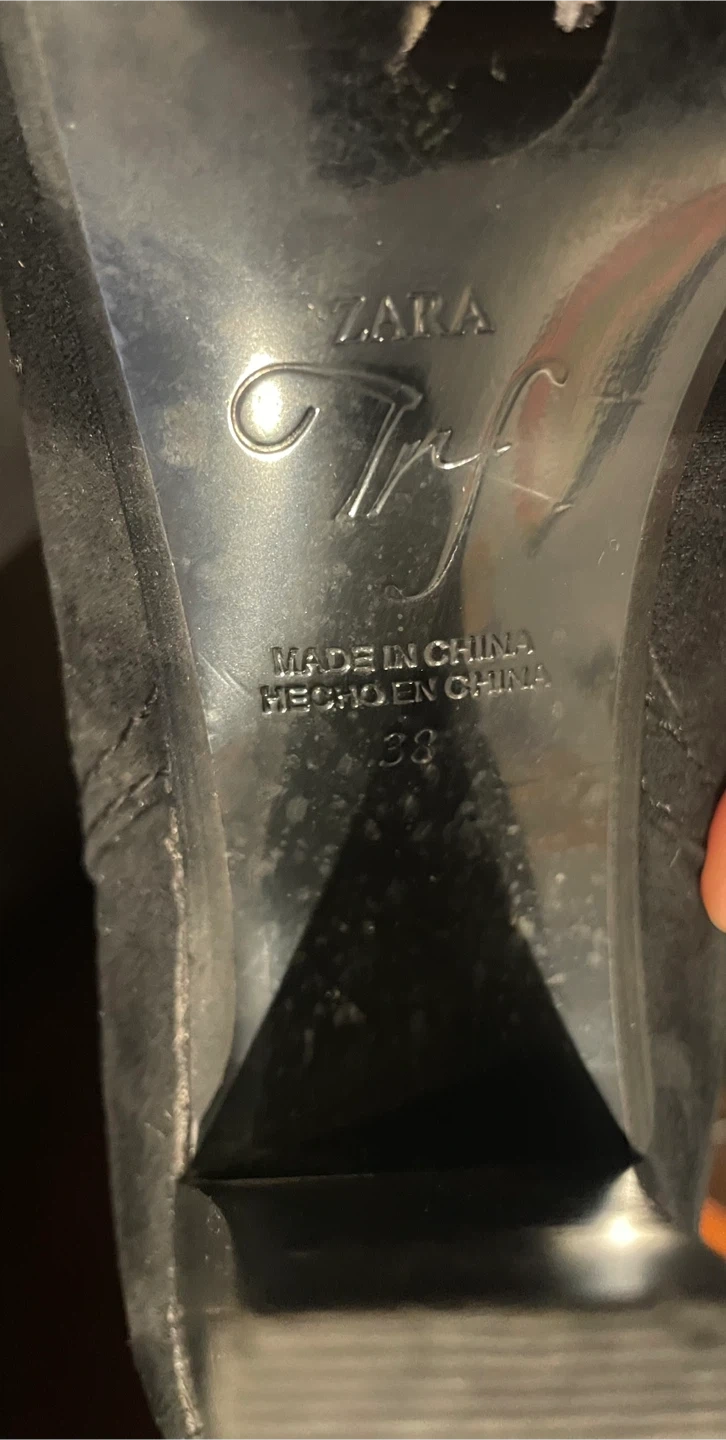 ZARA
Trf
MADE IN CHINA
HECHO EN CHINA
38